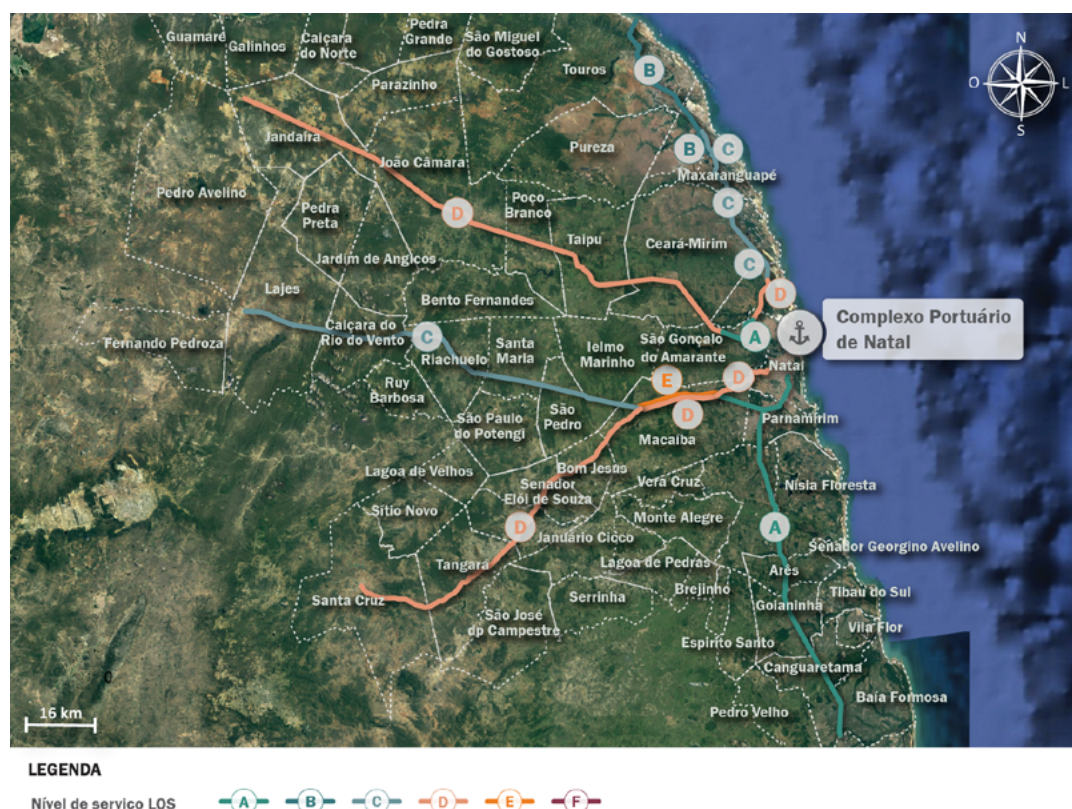 Guamaré
Galinhos
Caiçara
do Norte
Pedra
Grande
São Miguel
do Gostoso
N
O
L
S
Touros
B
Parazinho
Jandaíra
João Câmara
Pureza
B
C
Maxaranguapé
Pedro Avelino
Pedra
Preta
D
Poço
Branco
C
Taipu
Ceará-Mirim
Jardim de Angicos
C
Lajes
Bento Fernandes
D
Complexo Portuário
de Natal
Fernando Pedroza
Caiçara do
Rio do Vento
C
Riachuelo
Santa
Maria
Ielmo
Marinho
São Gonçalo
do Amarante
A
Natal
Ruy
Barbosa
E
D
São Paulo
do Potengi
São
Pedro
D
Macaíba
Parnamirim
Lagoa de Velhos
Bom Jesus
Senador
Elói de Souza
Vera Cruz
Nísia Floresta
Sítio Novo
Monte Alegre
D
Januário Cicco
A
Senador Georgino Avelino
Tangará
Lagoa de Pedras
Arês
Santa Cruz
Serrinha
Brejinho
Goianinha
Tibau do Sul
São José
dp Campestre
Espirito Santo
Vila Flor
Canguaretama
Baía Formosa
Pedro Velho
0
16 km
LEGENDA
Nível de serviço LOS
A
B
C
D
E
F